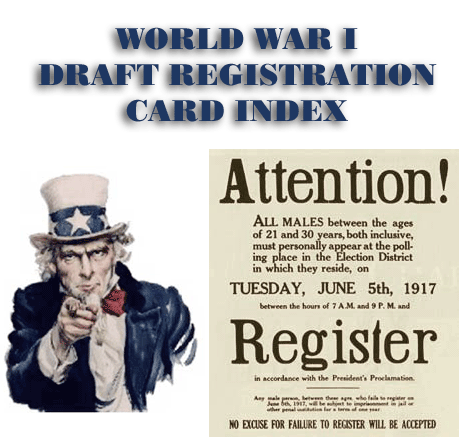 WORLD WAR I
DRAFT REGISTRATION
CARD INDEX
Attention!
ALL MALES between the ages
of 21 and 30 years, both inclusive,
must personally appear at the poll-
ing place in the Election District
in which they reside, on
TUESDAY, JUNE 5th, 1917
between the hours of 7 A.M. and 9 P. M. and
Register
in accordance with the President's Proclamation.
Any male person, between these ages, who fails to register on
June 5th, 1917, will be subject to imprisonment in jail or
other penal institution for a term of one year.
NO EXCUSE FOR FAILURE TO REGISTER WILL BE ACCEPTED